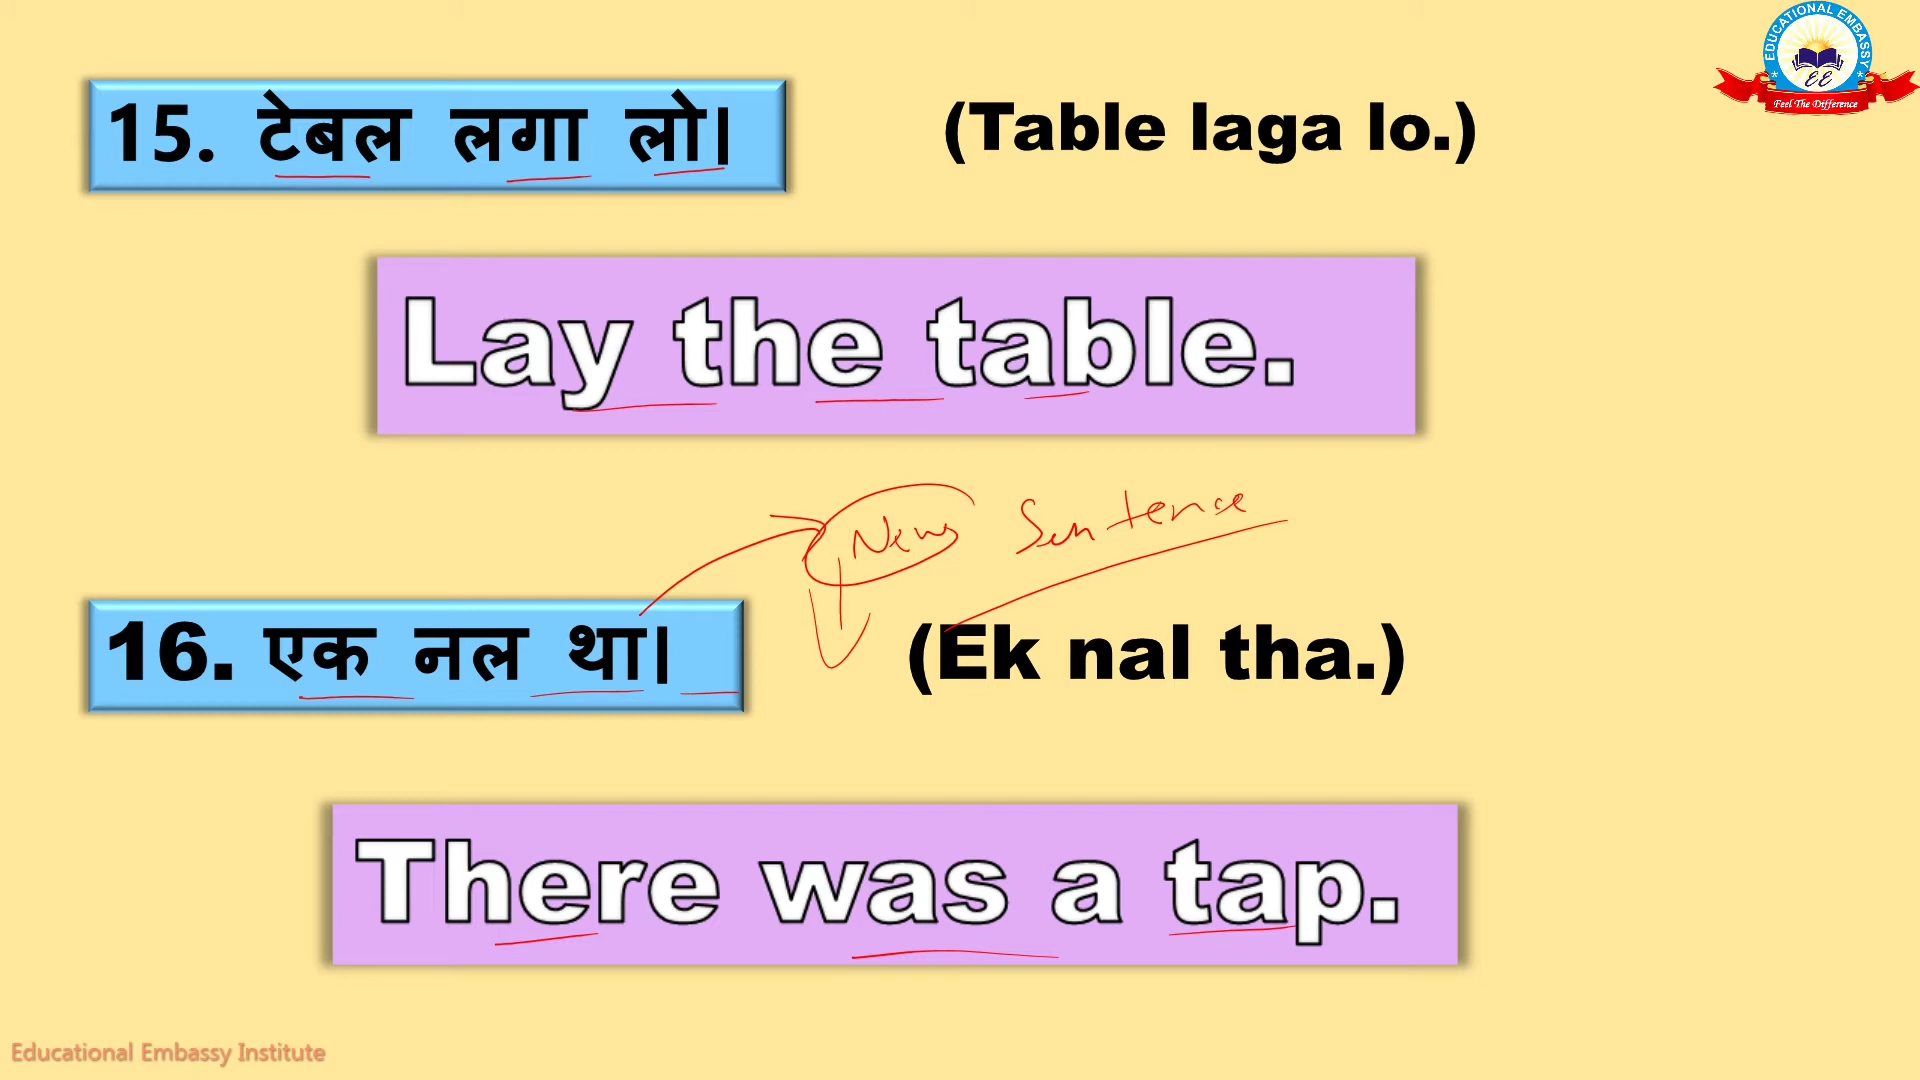 EDUCATIONAL EMBASSY
EE
Feel The Difference
15. टेबल लगा लो।
(Table laga lo.)
Lay the table.
News Sentence
16. एक नल था।
(Ek nal tha.)
There was a tap.
Educational Embassy Institute